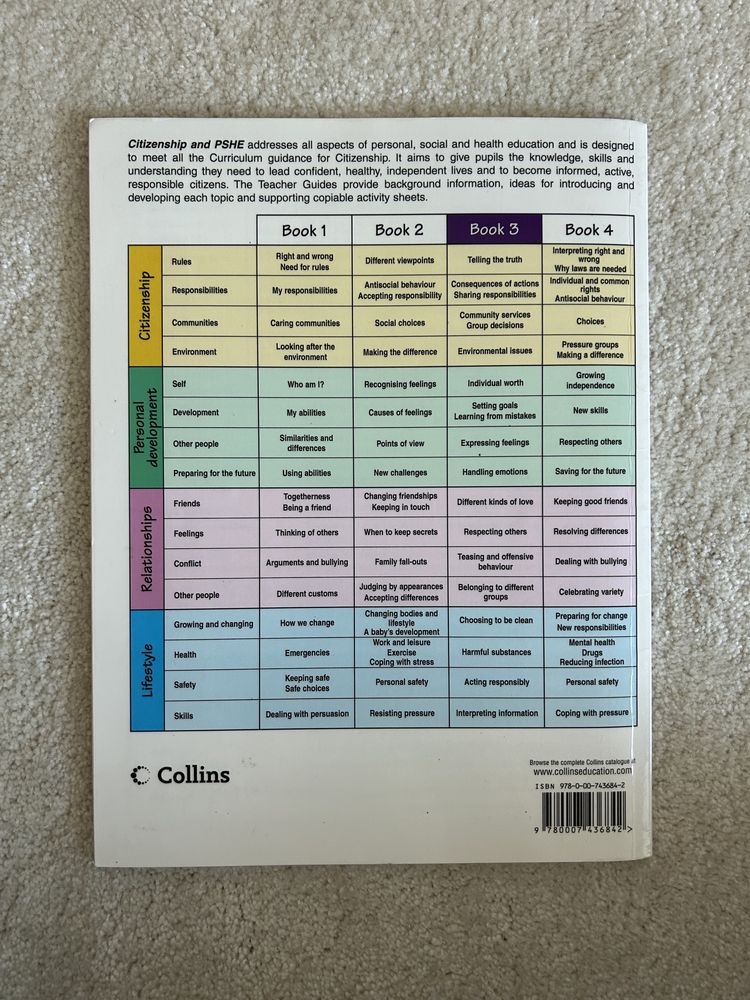 Citizenship and PSHE addresses all aspects of personal, social and health education and is designed
to meet all the Curriculum guidance for Citizenship. It aims to give pupils the knowledge, skills and
understanding they need to lead confident, healthy, independent lives and to become informed, active,
responsible citizens. The Teacher Guides provide background information, ideas for introducing and
developing each topic and supporting copiable activity sheets.
Book 1 Book 2 Book 3 Book 4
Citizenship
Rules
Right and wrong
Need for rules
Different viewpoints
Telling the truth
Interpreting right and
wrong
Why laws are needed
Responsibilities
My responsibilities
Antisocial behaviour
Accepting responsibility
Consequences of actions
Sharing responsibilities
Individual and common
rights
Antisocial behaviour
Communities
Caring communities
Social choices
Community services
Group decisions
Choices
Environment
Looking after the
environment
Making the difference
Environmental issues
Pressure groups
Making a difference
Personal
development
Self
Who am I?
Recognising feelings
Individual worth
Growing
independence
Development
My abilities
Causes of feelings
Setting goals
Learning from mistakes
New skills
Other people
Similarities and
differences
Points of view
Expressing feelings
Respecting others
Preparing for the future
Using abilities
New challenges
Handling emotions
Saving for the future
Relationships
Friends
Togetherness
Being a friend
Changing friendships
Keeping in touch
Different kinds of love
Keeping good friends
Feelings
Thinking of others
When to keep secrets
Respecting others
Resolving differences
Conflict
Arguments and bullying
Family fall-outs
Teasing and offensive
behaviour
Dealing with bullying
Other people
Different customs
Judging by appearances
Accepting differences
Belonging to different
groups
Celebrating variety
Lifestyle
Growing and changing
How we change
Changing bodies and
lifestyle
A baby's development
Choosing to be clean
Preparing for change
New responsibilities
Health
Emergencies
Work and leisure
Exercise
Coping with stress
Harmful substances
Mental health
Drugs
Reducing infection
Safety
Keeping safe
Safe choices
Personal safety
Acting responsibly
Personal safety
Skills
Dealing with persuasion
Resisting pressure
Interpreting information
Coping with pressure
Collins
Browse the complete Collins catalogue at
www.collinseducation.com
ISBN 978-0-00-743684-2
9 780007 436842 >